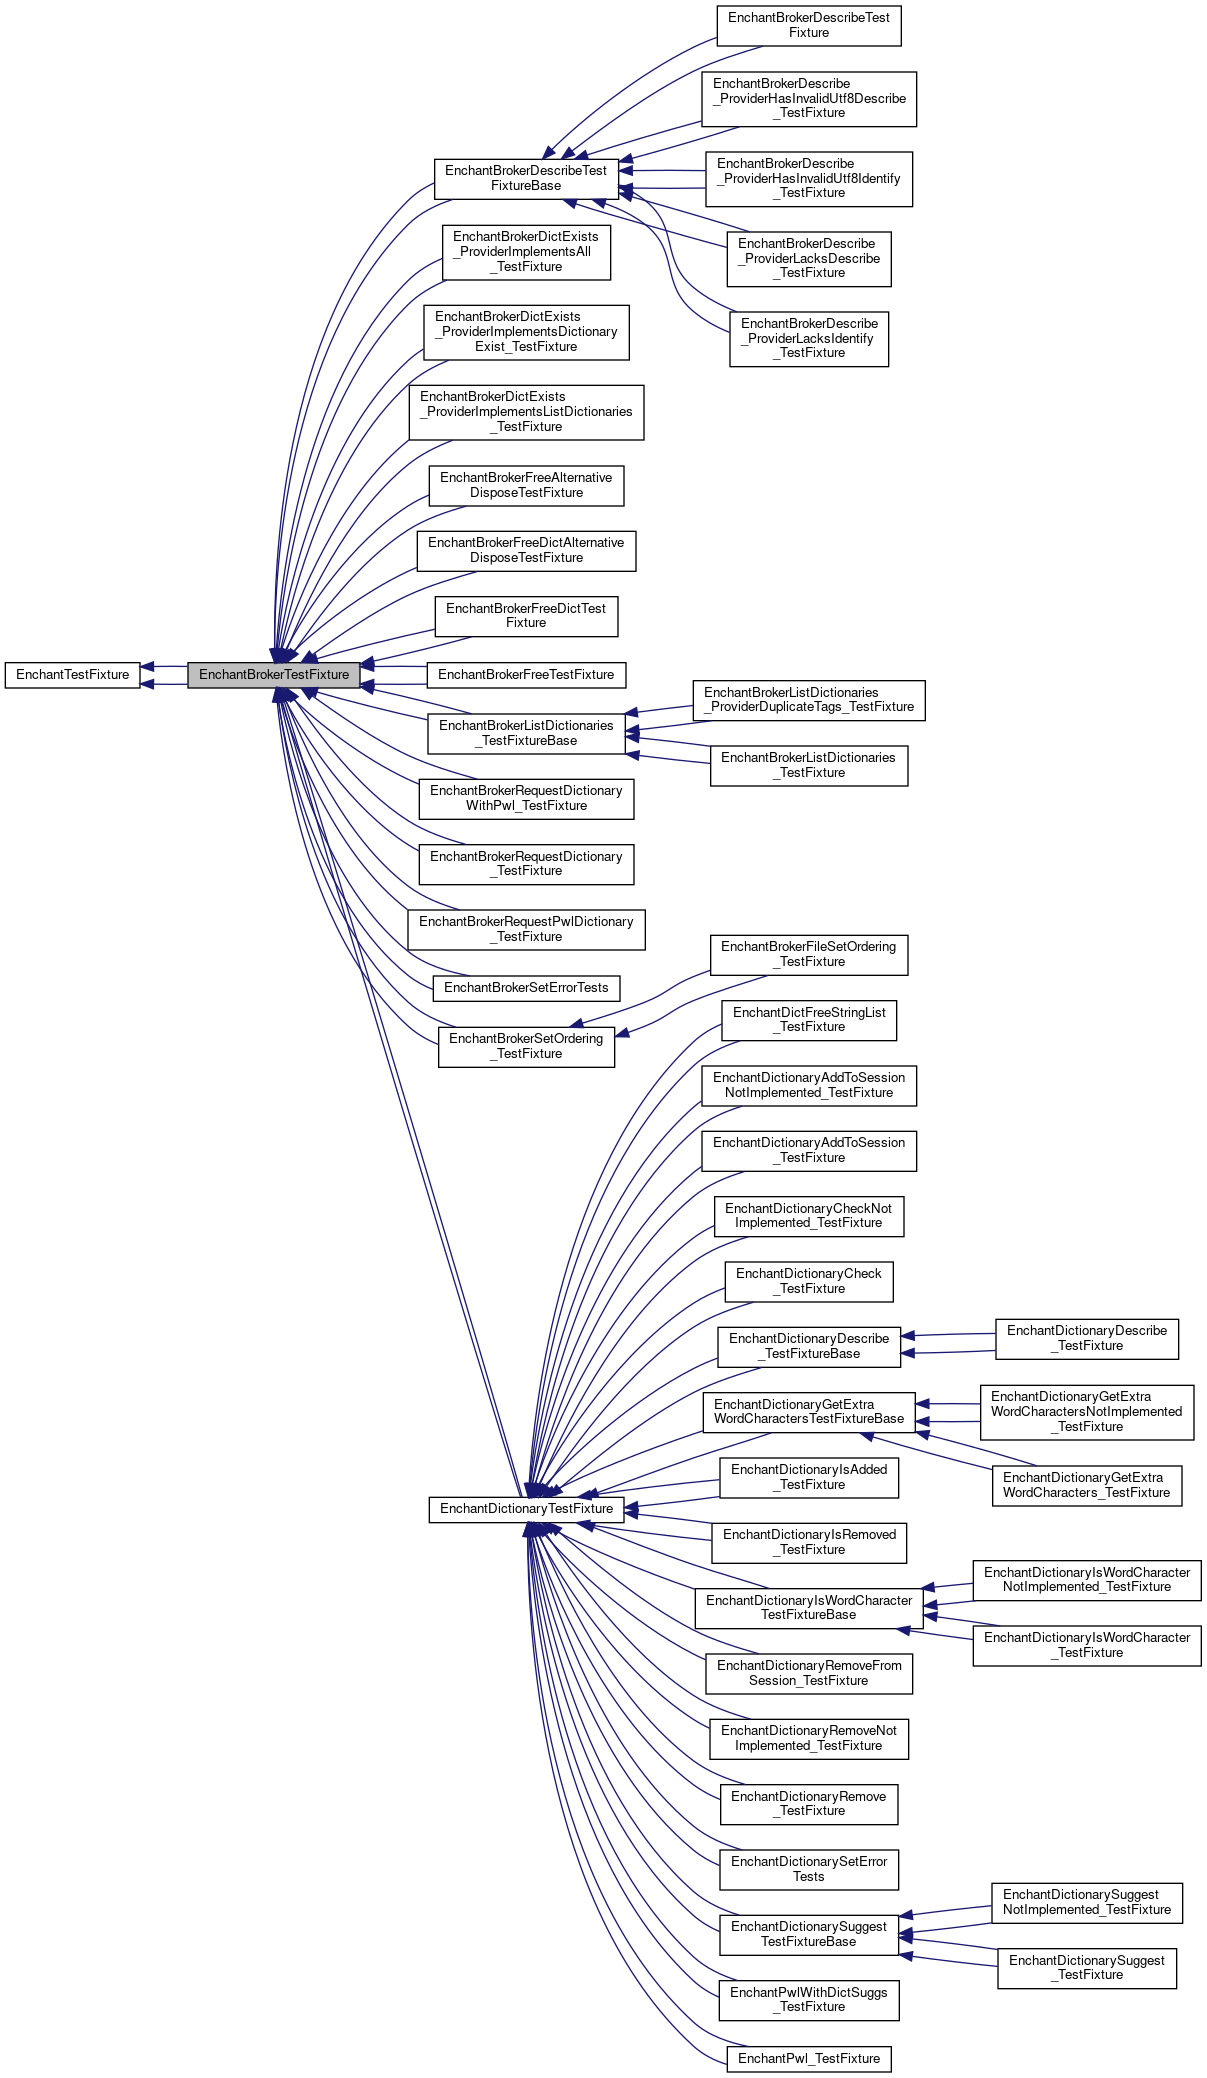 EnchantBrokerDescribeTest
Fixture
EnchantBrokerDescribe
_ProviderHasInvalidUtf8Describe
_TestFixture
EnchantBrokerDescribeTest
FixtureBase
EnchantBrokerDescribe
_ProviderHasInvalidUtf8Identify
_TestFixture
EnchantBrokerDictExists
_ProviderImplementsAll
_TestFixture
EnchantBrokerDescribe
_ProviderLacksDescribe
_TestFixture
EnchantBrokerDictExists
_ProviderImplementsDictionary
Exist_TestFixture
EnchantBrokerDescribe
_ProviderLacksIdentify
_TestFixture
EnchantBrokerDictExists
_ProviderImplementsListDictionaries
_TestFixture
EnchantBrokerFreeAlternative
DisposeTestFixture
EnchantBrokerFreeDictAlternative
DisposeTestFixture
EnchantBrokerFreeDictTest
Fixture
EnchantTestFixture
EnchantBrokerTestFixture
EnchantBrokerFreeTestFixture
EnchantBrokerListDictionaries
_TestFixtureBase
EnchantBrokerListDictionaries
_ProviderDuplicateTags_TestFixture
EnchantBrokerListDictionaries
_TestFixture
EnchantBrokerRequestDictionary
WithPwl_TestFixture
EnchantBrokerRequestDictionary
_TestFixture
EnchantBrokerRequestPwlDictionary
_TestFixture
EnchantBrokerSetErrorTests
EnchantBrokerFileSetOrdering
_TestFixture
EnchantBrokerSetOrdering
_TestFixture
EnchantDictFreeStringList
_TestFixture
EnchantDictionaryAddToSession
NotImplemented_TestFixture
EnchantDictionaryAddToSession
_TestFixture
EnchantDictionaryCheckNot
Implemented_TestFixture
EnchantDictionaryCheck
_TestFixture
EnchantDictionaryDescribe
_TestFixtureBase
EnchantDictionaryDescribe
_TestFixture
EnchantDictionaryGetExtra
WordCharactersTestFixtureBase
EnchantDictionaryGetExtra
WordCharactersNotImplemented
_TestFixture
EnchantDictionaryGetExtra
WordCharacters_TestFixture
EnchantDictionaryIsAdded
_TestFixture
EnchantDictionaryTestFixture
EnchantDictionaryIsRemoved
_TestFixture
EnchantDictionaryIsWordCharacter
TestFixtureBase
EnchantDictionaryIsWordCharacter
NotImplemented_TestFixture
EnchantDictionaryIsWordCharacter
_TestFixture
EnchantDictionaryRemoveFrom
Session_TestFixture
EnchantDictionaryRemoveNot
Implemented_TestFixture
EnchantDictionaryRemove
_TestFixture
EnchantDictionarySetError
Tests
EnchantDictionarySuggest
TestFixtureBase
EnchantDictionarySuggest
NotImplemented_TestFixture
EnchantDictionarySuggest
_TestFixture
EnchantPwlWithDictSuggs
_TestFixture
EnchantPwl_TestFixture